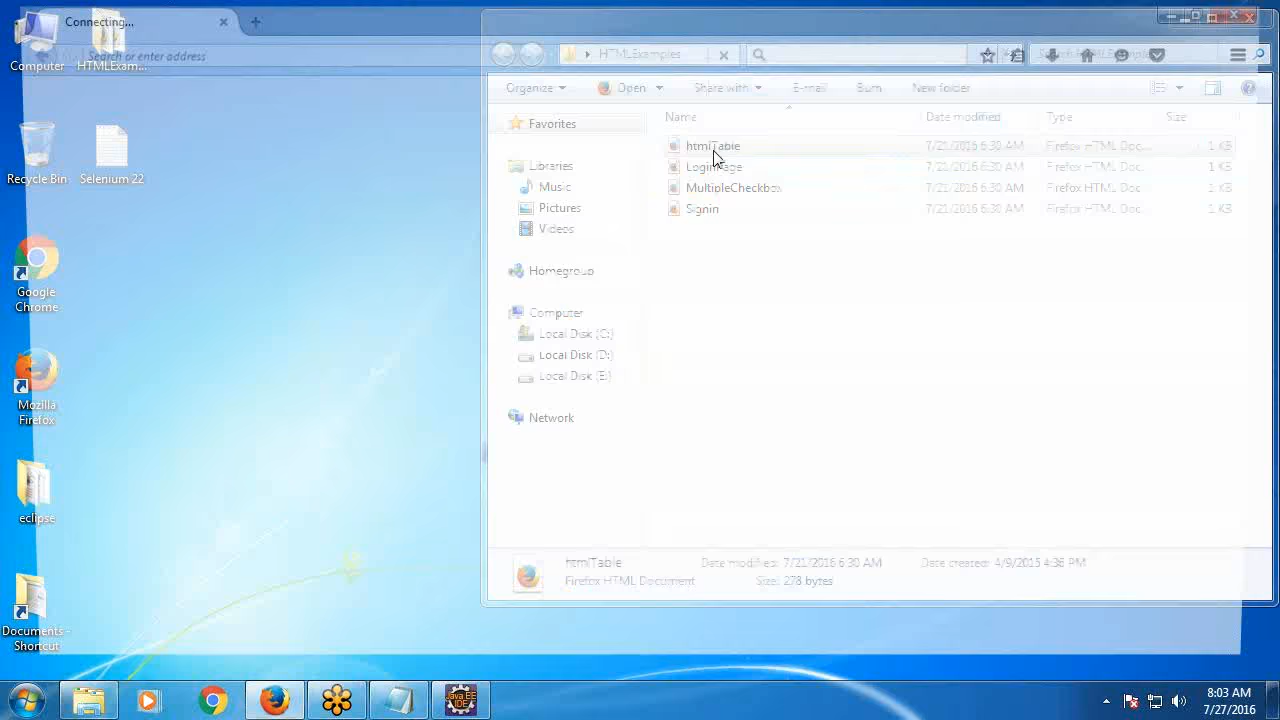 Connecting...
Search or enter address
HTMLExamples
Computer
HTMLExam...
Organize
Open
Share with
E-mail
Burn
New folder
Name
Date modified
Type
Size
Favorites
htmlTable
7/21/2016 6:30 AM
Firefox HTML Doc...
1 KB
Libraries
LoginPage
7/21/2016 6:30 AM
Firefox HTML Doc...
1 KB
Music
MultipleCheckbox
7/21/2016 6:30 AM
Firefox HTML Doc...
1 KB
Pictures
Signin
7/21/2016 6:30 AM
Firefox HTML Doc...
1 KB
Videos
Homegroup
Computer
Local Disk (C:)
Local Disk (D:)
Local Disk (E:)
Network
htmlTable
Date modified: 7/21/2016 6:30 AM
Date created: 4/9/2015 4:36 PM
Firefox HTML Document
Size: 278 bytes
Recycle Bin
Selenium 22
Google
Chrome
Mozilla
Firefox
eclipse
Documents -
Shortcut
Java EE
IDE
8:03 AM
7/27/2016